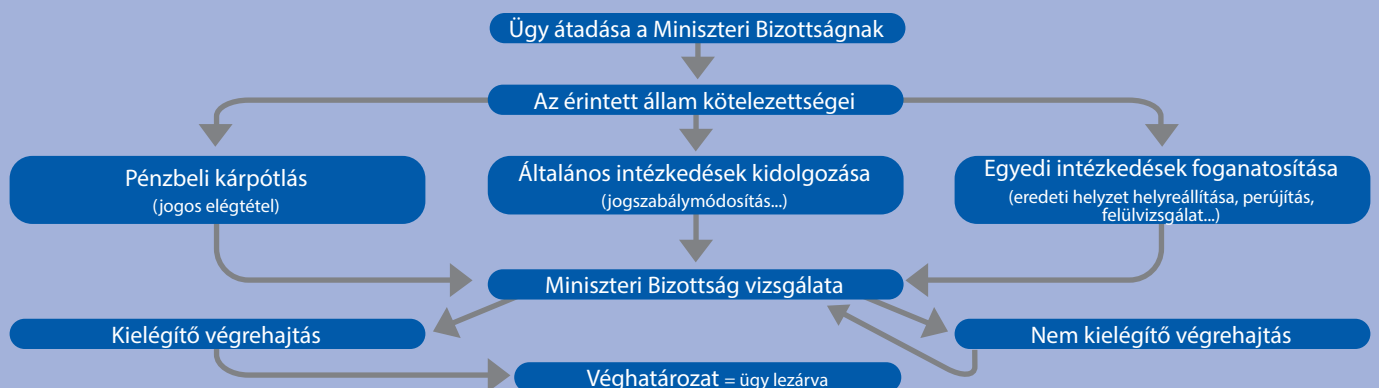 Ügy átadása a Miniszteri Bizottságnak
Az érintett állam kötelezettségei
Pénzbeli kárpótlás
(jogos elégtétel)
Általános intézkedések kidolgozása
(jogszabálymódosítás...)
Egyedi intézkedések foganatosítása
(eredeti helyzet helyreállítása, perújítás,
felülvizsgálat...)
Miniszteri Bizottság vizsgálata
Kielégítő végrehajtás
Nem kielégítő végrehajtás
Véghatározat = ügy lezárva